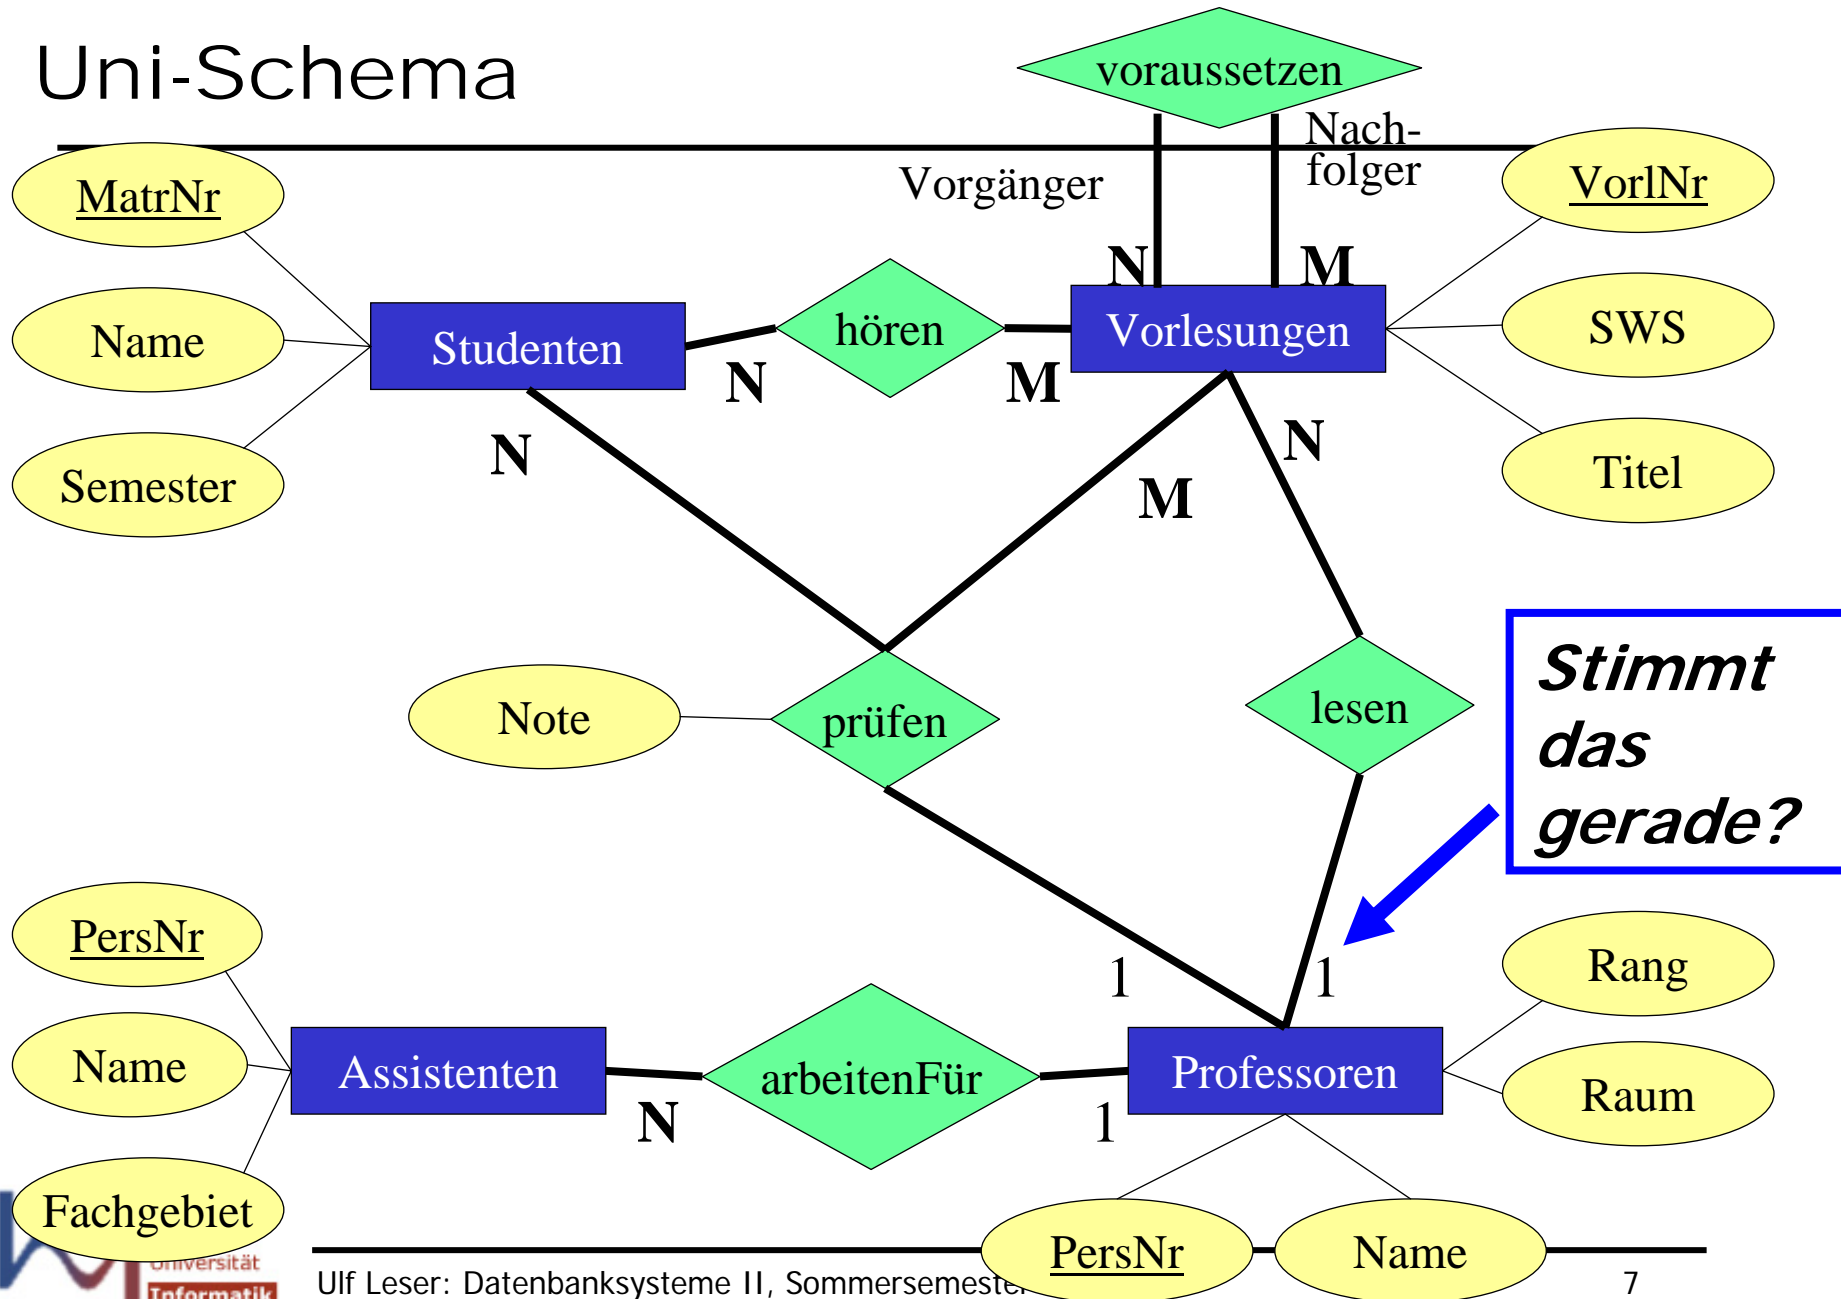 Uni-Schema
voraussetzen
Nach-
folger
Vorgänger
MatrNr
VorlNr
N
M
Name
Studenten
hören
Vorlesungen
SWS
N
M
Semester
N
M
N
Titel
Note
prüfen
lesen
Stimmt
das
gerade?
PersNr
1
1
Rang
Name
Assistenten
arbeitenFür
Professoren
Raum
N
1
Fachgebiet
PersNr
Name
Universität
Informatik
Ulf Leser: Datenbanksysteme II,
7